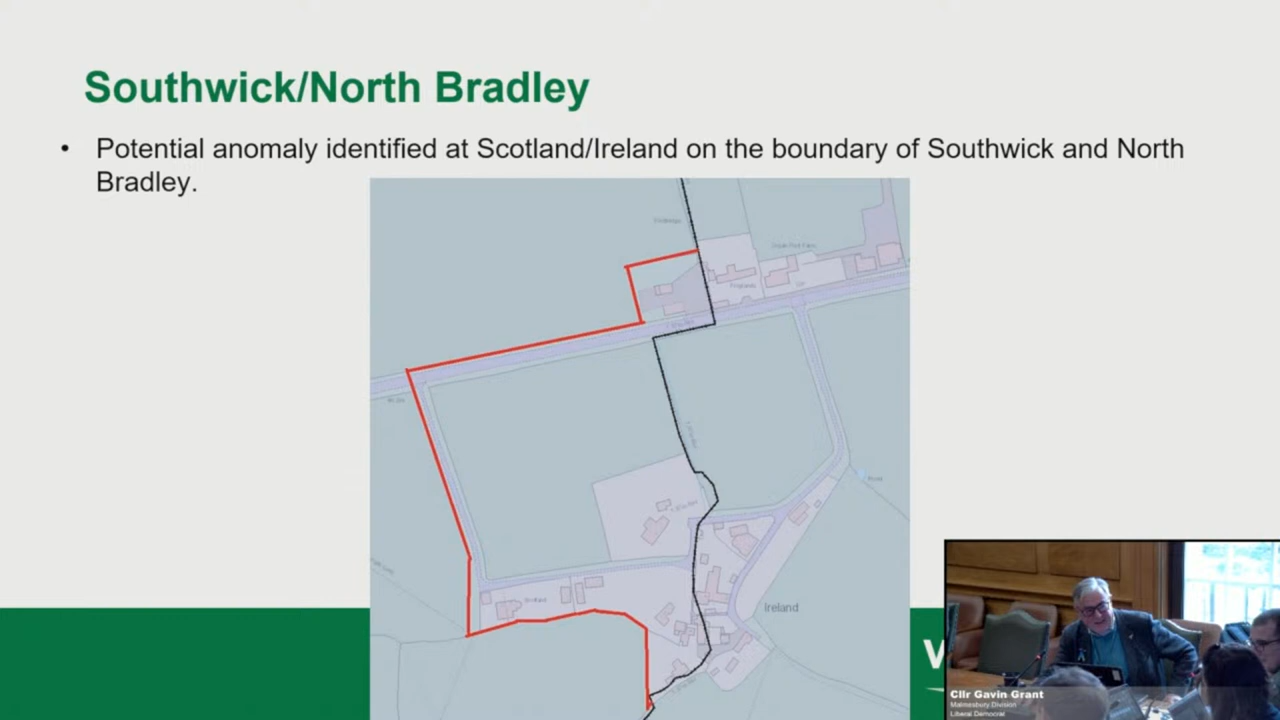 Southwick/North Bradley
• Potential anomaly identified at Scotland/Ireland on the boundary of Southwick and North
Bradley.
Ireland
Cllr Gavin Grant
Malmesbury Division
Liberal Democrat